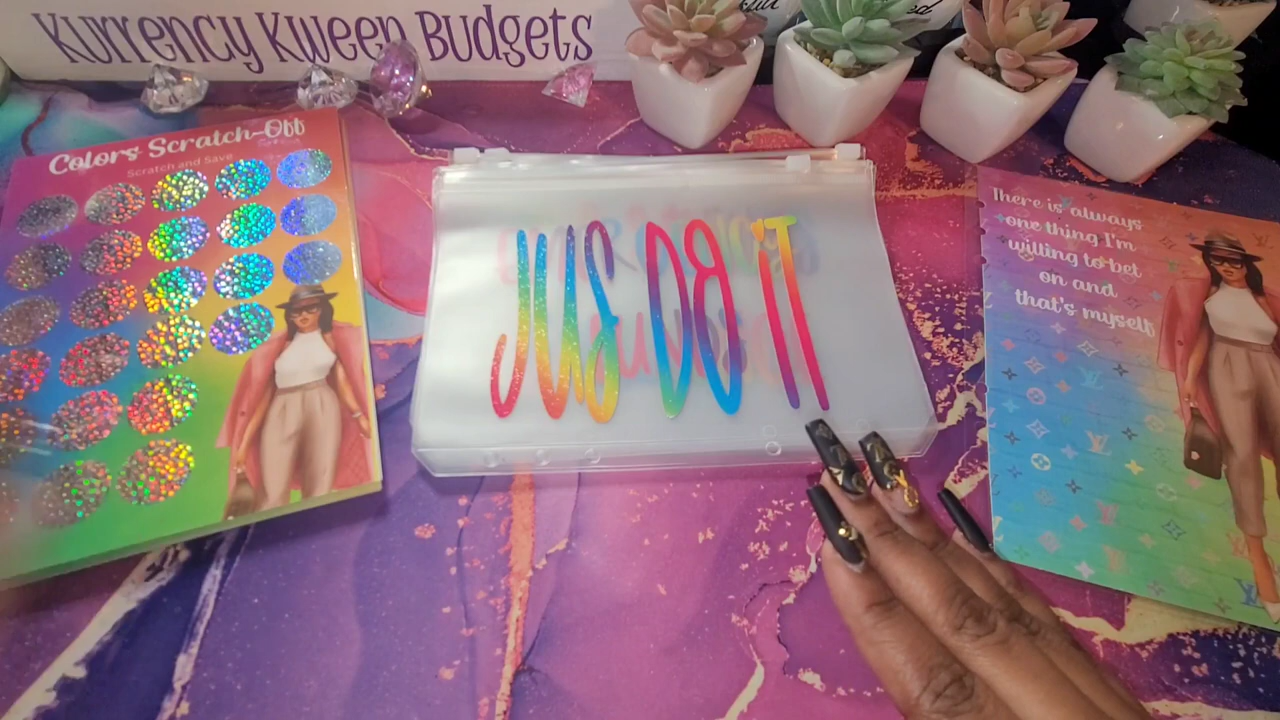 Kurrency Kween Budgets
Colors Scratch-Off
Scratch and Save
JUS DO IT
There is always
one thing I'm
willing to bet
on and
that's myself